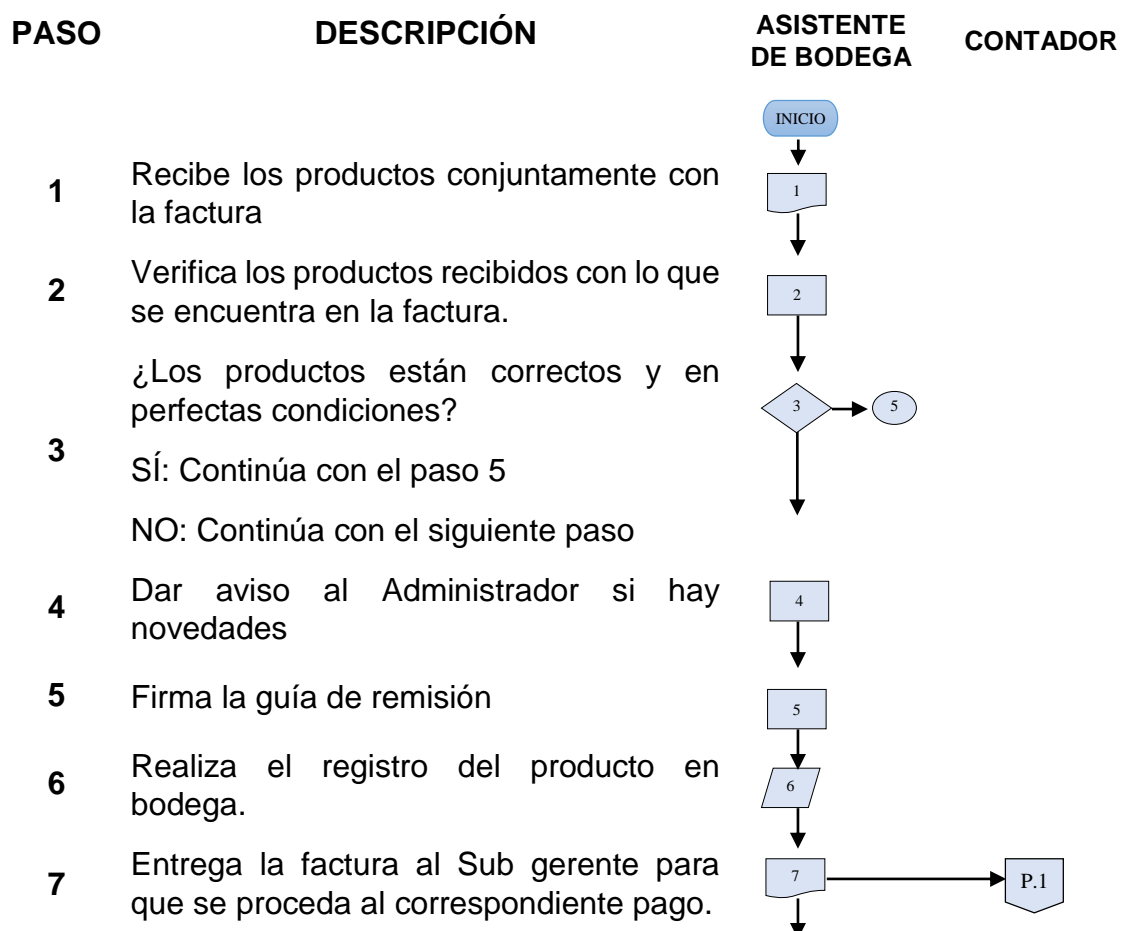 PASO DESCRIPCIÓN ASISTENTE DE BODEGA CONTADOR
INICIO
1 Recibe los productos conjuntamente con
la factura
1
2 Verifica los productos recibidos con lo que
se encuentra en la factura.
2
¿Los productos están correctos y en
perfectas condiciones?
3 5
3
SÍ: Continúa con el paso 5
NO: Continúa con el siguiente paso
4 Dar aviso al Administrador si hay
novedades
4
5 Firma la guía de remisión
5
6 Realiza el registro del producto en
bodega.
6
7 Entrega la factura al Sub gerente para
que se proceda al correspondiente pago.
7 P.1